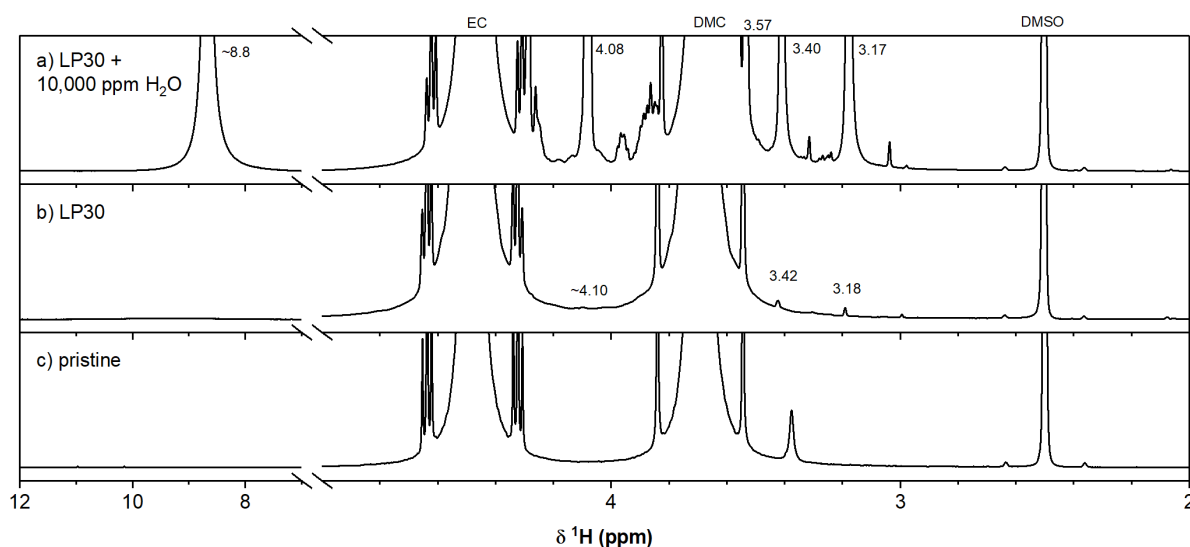 EC
DMC
3.57
DMSO
a) LP30 +
10,000 ppm H₂O
~8.8
4.08
3.40
3.17
b) LP30
~4.10
3.42
3.18
c) pristine
12
10
8
4
3
2
δ ¹H (ppm)